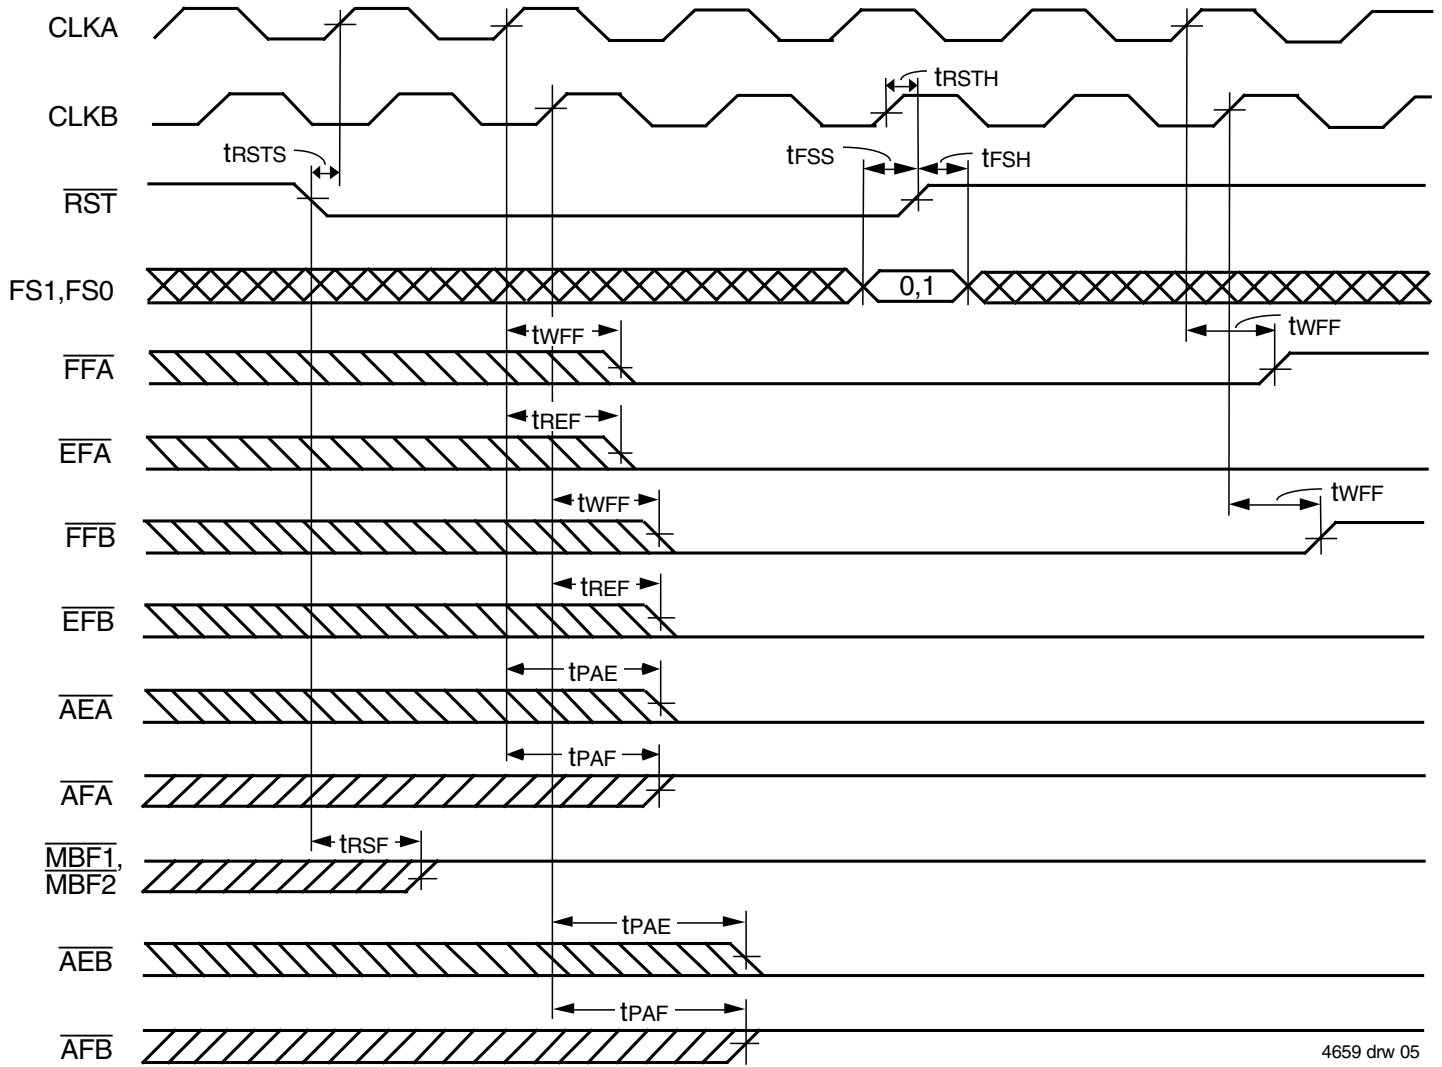 CLKA
tRSTH
CLKB
tRSTS
tFSS
tFSH
RST
FS1,FS0
0,1
tWFF
tWFF
FFA
tREF
EFA
tWFF
tWFF
FFB
tREF
EFB
tPAE
AEA
tPAF
AFA
tRSF
MBF1,
MBF2
tPAE
AEB
tPAF
AFB
4659 drw 05